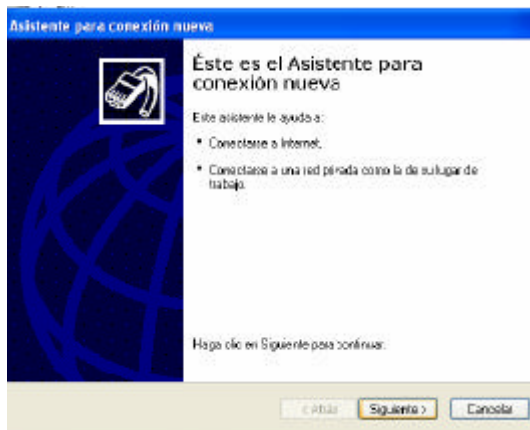 Asistente para conexión nueva
Éste es el Asistente para
conexión nueva
Este asistente le ayuda a:
• Conectarse a Internet.
• Conectarse a una red privada como la de su lugar de
trabajo.
Haga clic en Siguiente para continuar.
< Atrás Siguiente > Cancelar